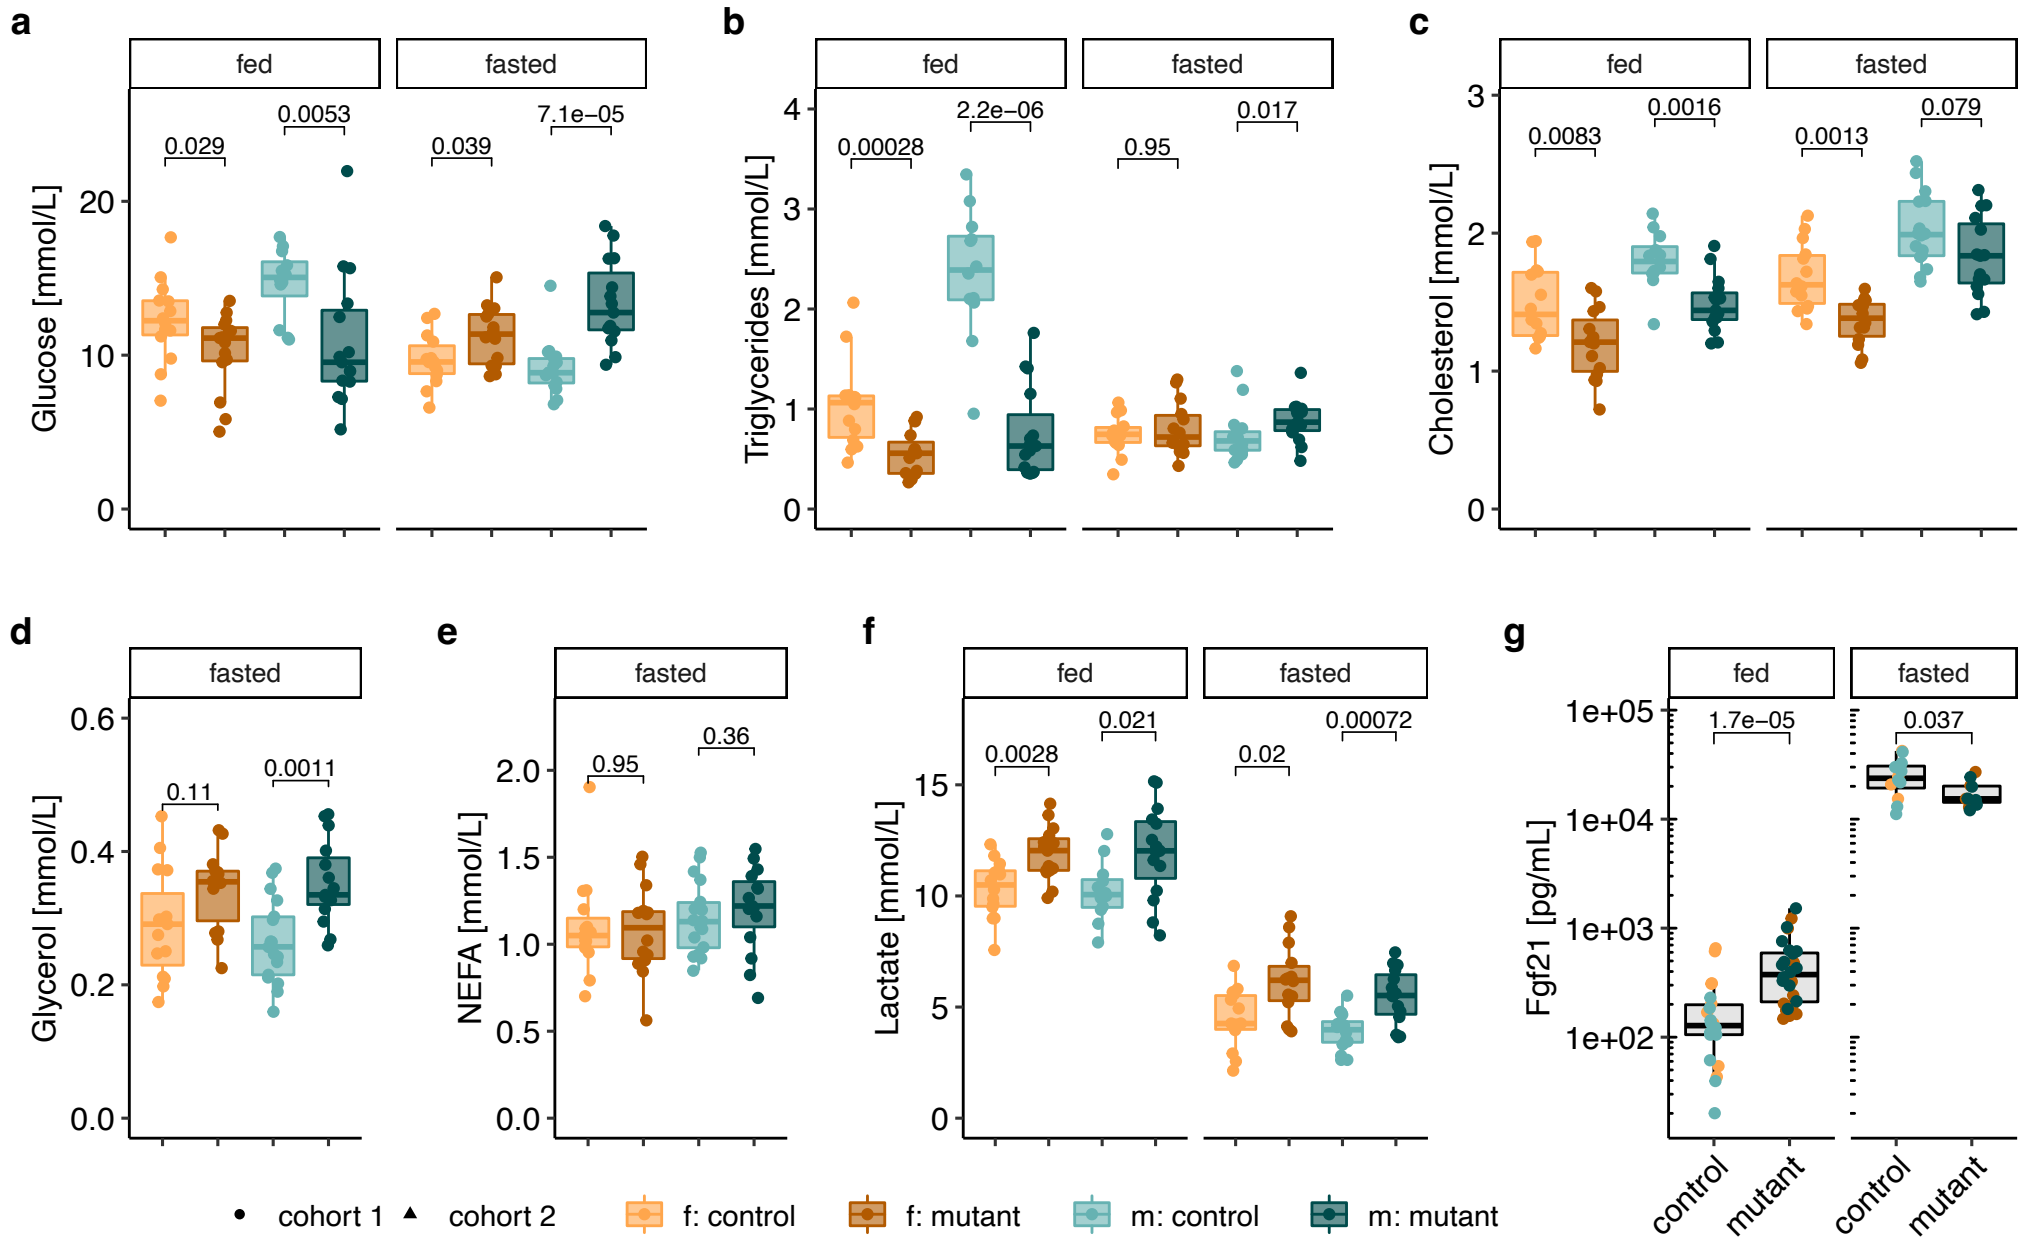 a
fed
fasted
0.029
0.0053
0.039
7.1e−05
Glucose [mmol/L]
20
10
0
b
fed
fasted
0.00028
2.2e−06
0.95
0.017
Triglycerides [mmol/L]
4
3
2
1
0
c
fed
fasted
0.0083
0.0016
0.0013
0.079
Cholesterol [mmol/L]
3
2
1
0
d
fasted
0.11
0.0011
Glycerol [mmol/L]
0.6
0.4
0.2
0.0
e
fasted
0.95
0.36
NEFA [mmol/L]
2.0
1.5
1.0
0.5
0.0
f
fed
fasted
0.0028
0.021
0.02
0.00072
Lactate [mmol/L]
15
10
5
0
g
fed
fasted
1.7e−05
0.037
Fgf21 [pg/mL]
1e+05
1e+04
1e+03
1e+02
control
mutant
control
mutant
cohort 1
cohort 2
f: control
f: mutant
m: control
m: mutant